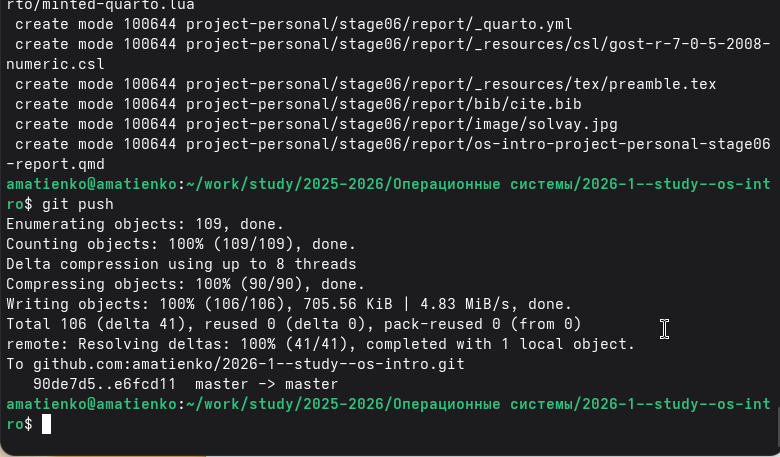 rto/minted-quarto.lua
 create mode 100644 project-personal/stage06/report/_quarto.yml
 create mode 100644 project-personal/stage06/report/_resources/csl/gost-r-7-0-5-2008-
numeric.csl
 create mode 100644 project-personal/stage06/report/_resources/tex/preamble.tex
 create mode 100644 project-personal/stage06/report/bib/cite.bib
 create mode 100644 project-personal/stage06/report/image/solvay.jpg
 create mode 100644 project-personal/stage06/report/os-intro-project-personal-stage06
-report.qmd
amatienko@amatienko:~/work/study/2025-2026/Операционные системы/2026-1--study--os-int
ro$ git push
Enumerating objects: 109, done.
Counting objects: 100% (109/109), done.
Delta compression using up to 8 threads
Compressing objects: 100% (90/90), done.
Writing objects: 100% (106/106), 705.56 KiB | 4.83 MiB/s, done.
Total 106 (delta 41), reused 0 (delta 0), pack-reused 0 (from 0)
remote: Resolving deltas: 100% (41/41), completed with 1 local object.
To github.com:amatienko/2026-1--study--os-intro.git
   90de7d5..e6fcd11  master -> master
amatienko@amatienko:~/work/study/2025-2026/Операционные системы/2026-1--study--os-int
ro$